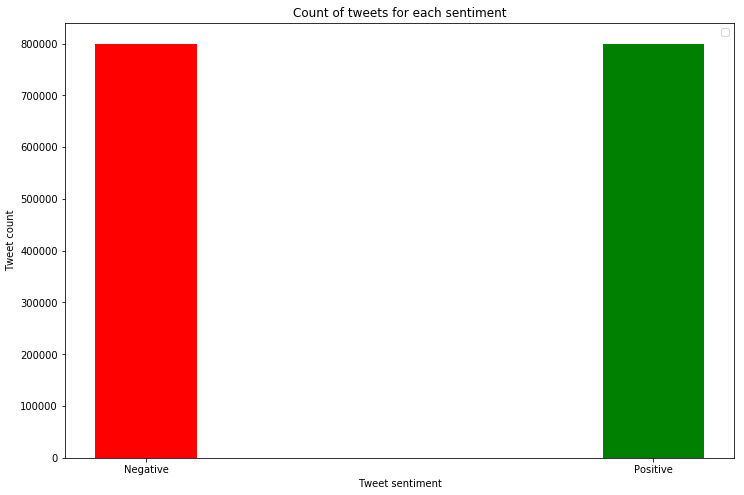 Count of tweets for each sentiment
800000
700000
600000
500000
400000
300000
200000
100000
0
Tweet count
Negative
Positive
Tweet sentiment